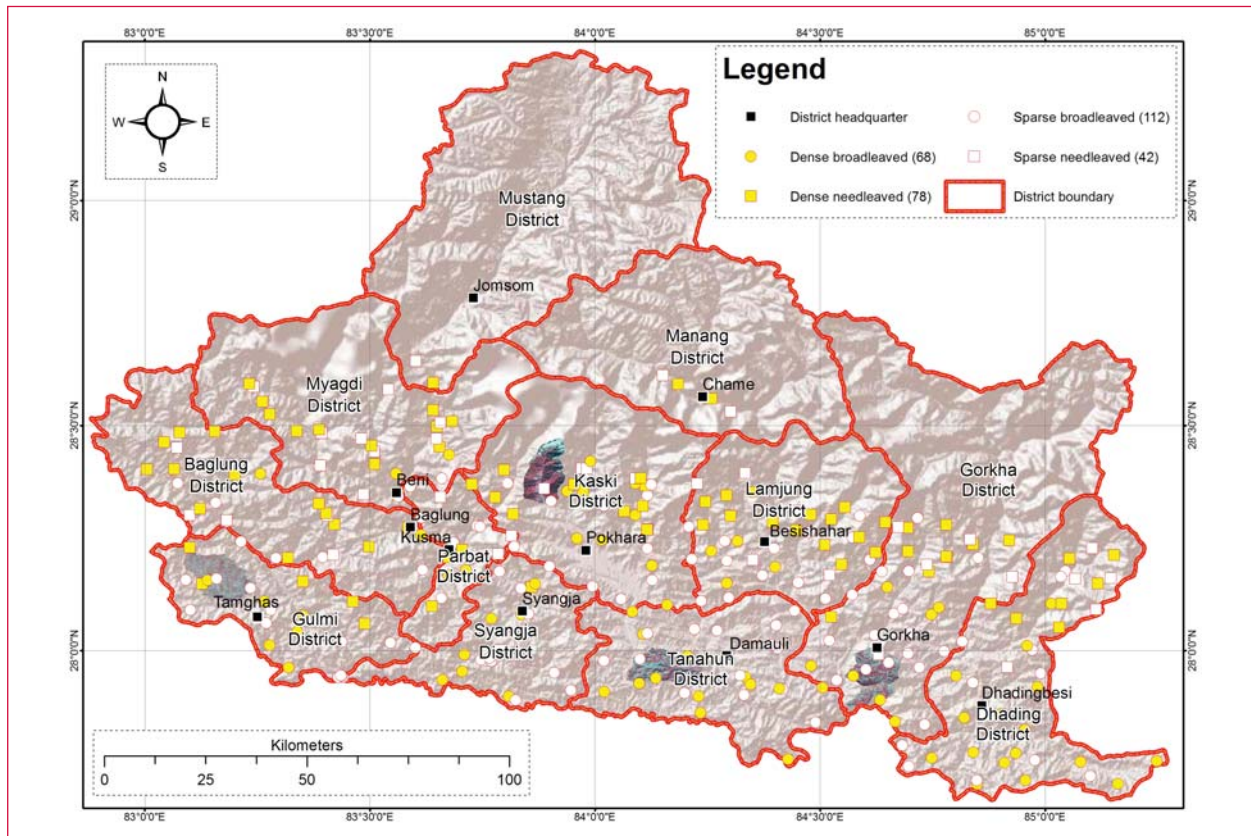 83°0'0"E
83°30'0"E
84°0'0"E
84°30'0"E
85°0'0"E
N
W
E
S
Legend
District headquarter
Sparse broadleaved (112)
Dense broadleaved (68)
Sparse needleaved (42)
Dense needleaved (78)
District boundary
29°0'0"N
29°0'0"N
Mustang
District
Jomsom
Manang
District
Chame
Myagdi
District
28°30'0"N
28°30'0"N
Baglung
District
Beni
Kaski
District
Lamjung
District
Gorkha
District
Baglung
Kusma
Parbat
District
Pokhara
Besishahar
Tamghas
Gulmi
District
Syangja
Syangja
District
Damauli
Tanahun
District
Gorkha
28°0'0"N
28°0'0"N
Dhadingbesi
Dhading
District
Kilometers
0
25
50
75
100
83°0'0"E
83°30'0"E
84°0'0"E
84°30'0"E
85°0'0"E